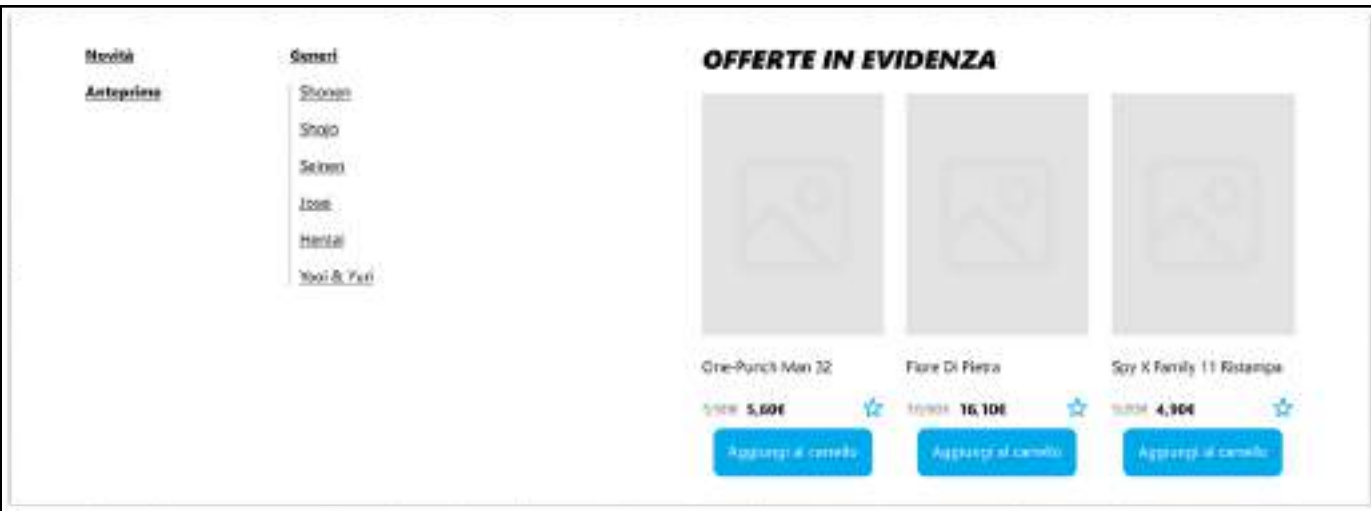 Novità
Anteprime
Generi
Shonen
Shojo
Seinen
Josei
Hentai
Yaoi & Yuri
OFFERTE IN EVIDENZA
One-Punch Man 32
5,60€
Aggiungi al carrello
Fiore Di Pietra
16,10€
Aggiungi al carrello
Spy X Family 11 Ristampa
4,90€
Aggiungi al carrello